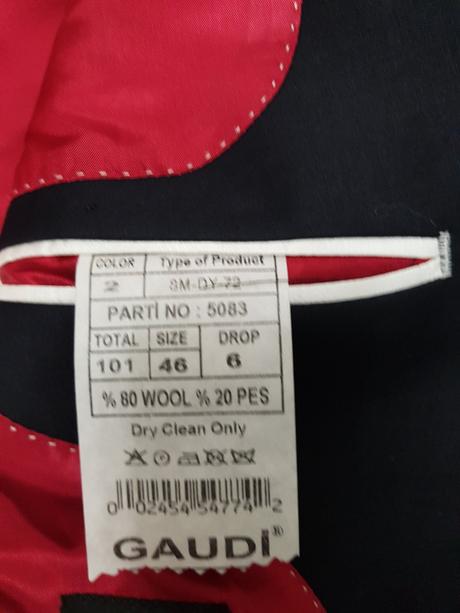 COLOR Type of Product
2 SM-DY-72
PARTİ NO : 5083
TOTAL SIZE DROP
101 46 6
% 80 WOOL % 20 PES
Dry Clean Only
0 02454 54774 2
GAUDİ®